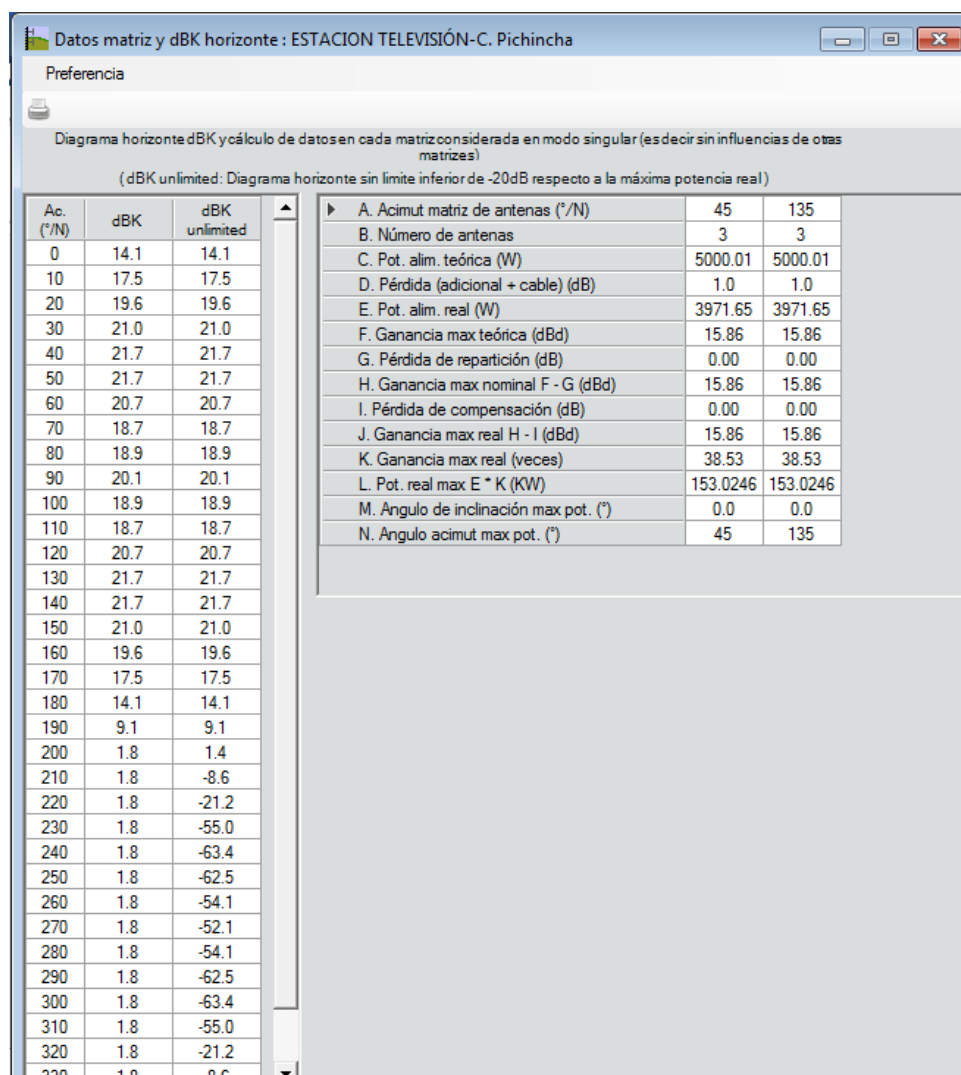 Datos matriz y dBK horizonte : ESTACION TELEVISIÓN-C. Pichincha
Preferencia
Diagrama horizonte dBK y cálculo de datos en cada matriz considerada en modo singular (es decir sin influencias de otras
matrizes)
( dBK unlimited: Diagrama horizonte sin limite inferior de -20dB respecto a la máxima potencia real )
Ac. (°/N) dBK dBK unlimited
0 14.1 14.1
10 17.5 17.5
20 19.6 19.6
30 21.0 21.0
40 21.7 21.7
50 21.7 21.7
60 20.7 20.7
70 18.7 18.7
80 18.9 18.9
90 20.1 20.1
100 18.9 18.9
110 18.7 18.7
120 20.7 20.7
130 21.7 21.7
140 21.7 21.7
150 21.0 21.0
160 19.6 19.6
170 17.5 17.5
180 14.1 14.1
190 9.1 9.1
200 1.8 1.4
210 1.8 -8.6
220 1.8 -21.2
230 1.8 -55.0
240 1.8 -63.4
250 1.8 -62.5
260 1.8 -54.1
270 1.8 -52.1
280 1.8 -54.1
290 1.8 -62.5
300 1.8 -63.4
310 1.8 -55.0
320 1.8 -21.2
A. Acimut matriz de antenas (°/N) 45 135
B. Número de antenas 3 3
C. Pot. alim. teórica (W) 5000.01 5000.01
D. Pérdida (adicional + cable) (dB) 1.0 1.0
E. Pot. alim. real (W) 3971.65 3971.65
F. Ganancia max teórica (dBd) 15.86 15.86
G. Pérdida de repartición (dB) 0.00 0.00
H. Ganancia max nominal F - G (dBd) 15.86 15.86
I. Pérdida de compensación (dB) 0.00 0.00
J. Ganancia max real H - I (dBd) 15.86 15.86
K. Ganancia max real (veces) 38.53 38.53
L. Pot. real max E * K (KW) 153.0246 153.0246
M. Angulo de inclinación max pot. (°) 0.0 0.0
N. Angulo acimut max pot. (°) 45 135